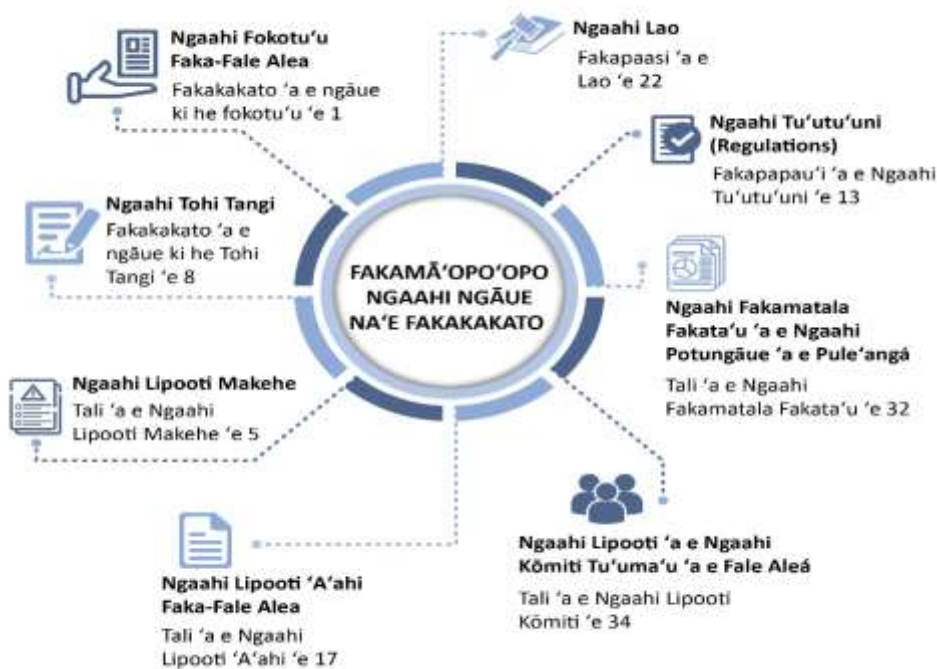 Ngaahi Fokotu‘u
Faka-Fale Alea
Fakakakato ‘a e ngāue
ki he fokotu‘u ‘e 1
Ngaahi Lao
Fakapaasi ‘a e
Lao ‘e 22
Ngaahi Tu‘utu‘uni
(Regulations)
Fakapapau‘i ‘a e Ngaahi
Tu‘utu‘uni ‘e 13
Ngaahi Tohi Tangi
Fakakakato ‘a e
ngāue ki he Tohi
Tangi ‘e 8
FAKAMĀ‘OPO‘OPO
NGAAHI NGĀUE
NA‘E FAKAKAKATO
Ngaahi Fakamatala
Fakata‘u ‘a e Ngaahi
Potungāue ‘a e Pule‘angá
Tali ‘a e Ngaahi
Fakamatala Fakata‘u ‘e 32
Ngaahi Lipooti Makehe
Tali ‘a e Ngaahi
Lipooti Makehe ‘e 5
Ngaahi Lipooti ‘A‘ahi
Faka-Fale Alea
Tali ‘a e Ngaahi
Lipooti ‘A‘ahi ‘e 17
Ngaahi Lipooti ‘a e Ngaahi
Kōmiti Tu‘uma‘u ‘a e Fale Aleá
Tali ‘a e Ngaahi Lipooti
Kōmiti ‘e 34